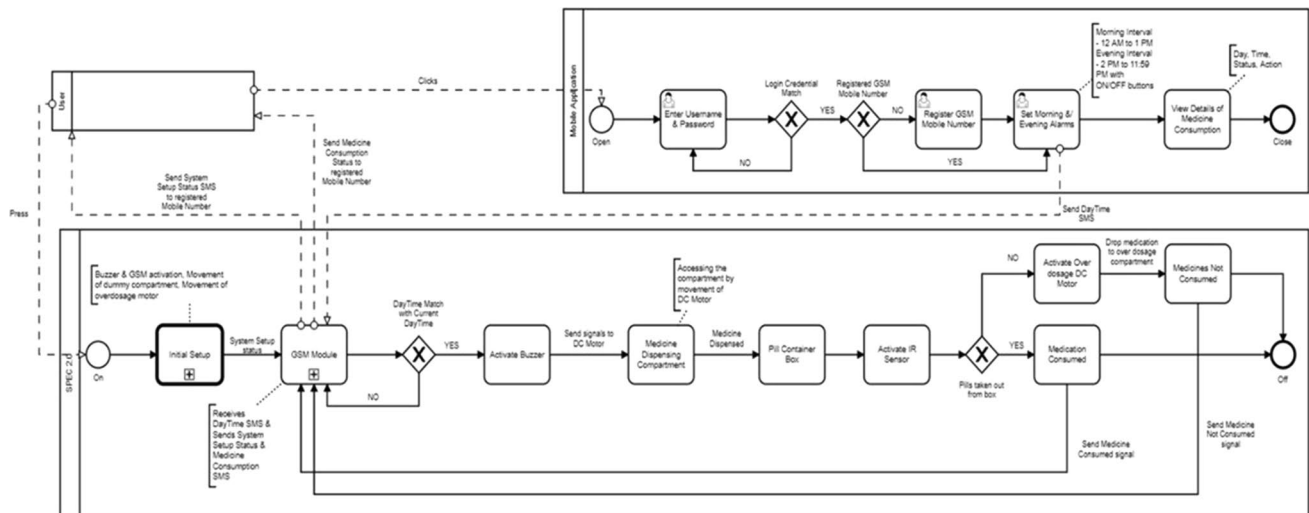 Mobile Application
Morning Interval
- 12 AM to 1 PM
Evening Interval
- 2 PM to 11:59
PM with
ON/OFF buttons
Day, Time,
Status, Action
Login Credential
Match
Registered GSM
Mobile Number
Enter Username
& Password
YES
NO
Register GSM
Mobile Number
Set Morning &/
Evening Alarms
View Details of
Medicine
Consumption
Open
NO
YES
Close
User
Clicks
Press
Send System
Setup Status SMS
to registered
Mobile Number
Send Medicine
Consumption
Status to
registered
Mobile Number
Send DayTime
SMS
SPEC 2.0
Buzzer & GSM activation, Movement
of dummy compartment, Movement of
overdosage motor
On
Initial Setup
System Setup
status
GSM Module
DayTime Match
with Current
DayTime
YES
NO
Activate Buzzer
Send signals to
DC Motor
Accessing the
compartment by
movement of
DC Motor
Medicine
Dispensing
Compartment
Medicine
Dispensed
Pill Container
Box
Activate IR
Sensor
Pills taken out
from box
NO
YES
Activate Over
dosage DC
Motor
Drop medication
to over dosage
compartment
Medicines Not
Consumed
Medication
Consumed
Off
Receives
DayTime SMS &
Sends System
Setup Status &
Medicine
Consumption
SMS
Send Medicine
Consumed signal
Send Medicine
Not Consumed
signal